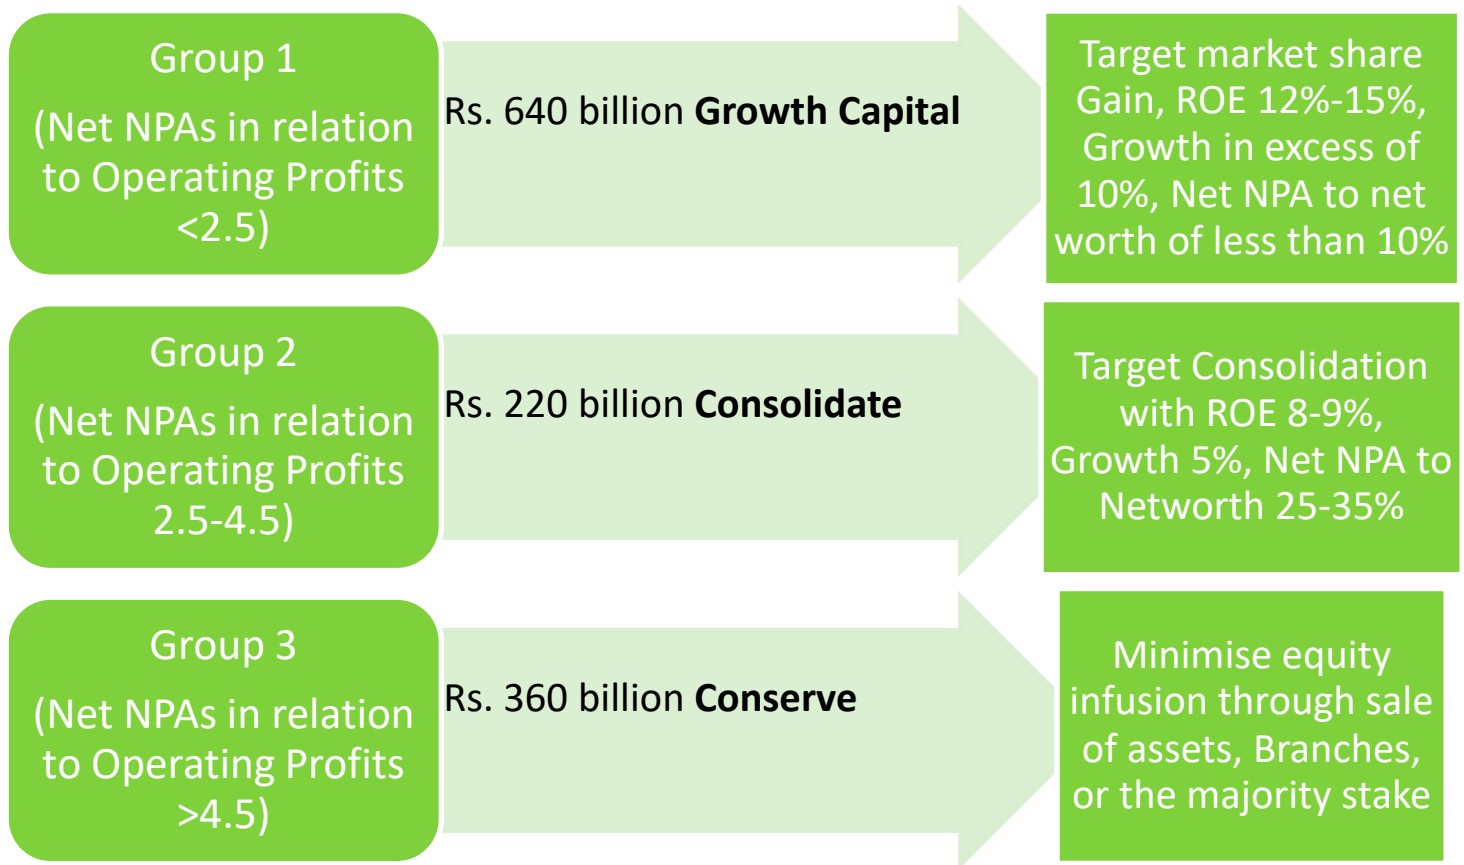 Group 1
(Net NPAs in relation
to Operating Profits
<2.5)
Rs. 640 billion Growth Capital
Target market share
Gain, ROE 12%-15%,
Growth in excess of
10%, Net NPA to net
worth of less than 10%
Group 2
(Net NPAs in relation
to Operating Profits
2.5-4.5)
Rs. 220 billion Consolidate
Target Consolidation
with ROE 8-9%,
Growth 5%, Net NPA to
Networth 25-35%
Group 3
(Net NPAs in relation
to Operating Profits
>4.5)
Rs. 360 billion Conserve
Minimise equity
infusion through sale
of assets, Branches,
or the majority stake